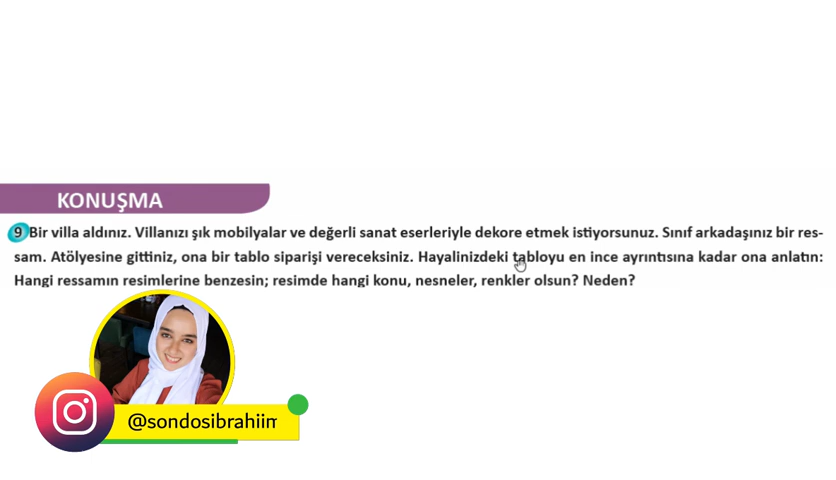 KONUŞMA
9 Bir villa aldınız. Villanızı şık mobilyalar ve değerli sanat eserleriyle dekore etmek istiyorsunuz. Sınıf arkadaşınız bir res-
sam. Atölyesine gittiniz, ona bir tablo siparişi vereceksiniz. Hayalinizdeki tabloyu en ince ayrıntısına kadar ona anlatın:
Hangi ressamın resimlerine benzesin; resimde hangi konu, nesneler, renkler olsun? Neden?
@sondosibrahiim